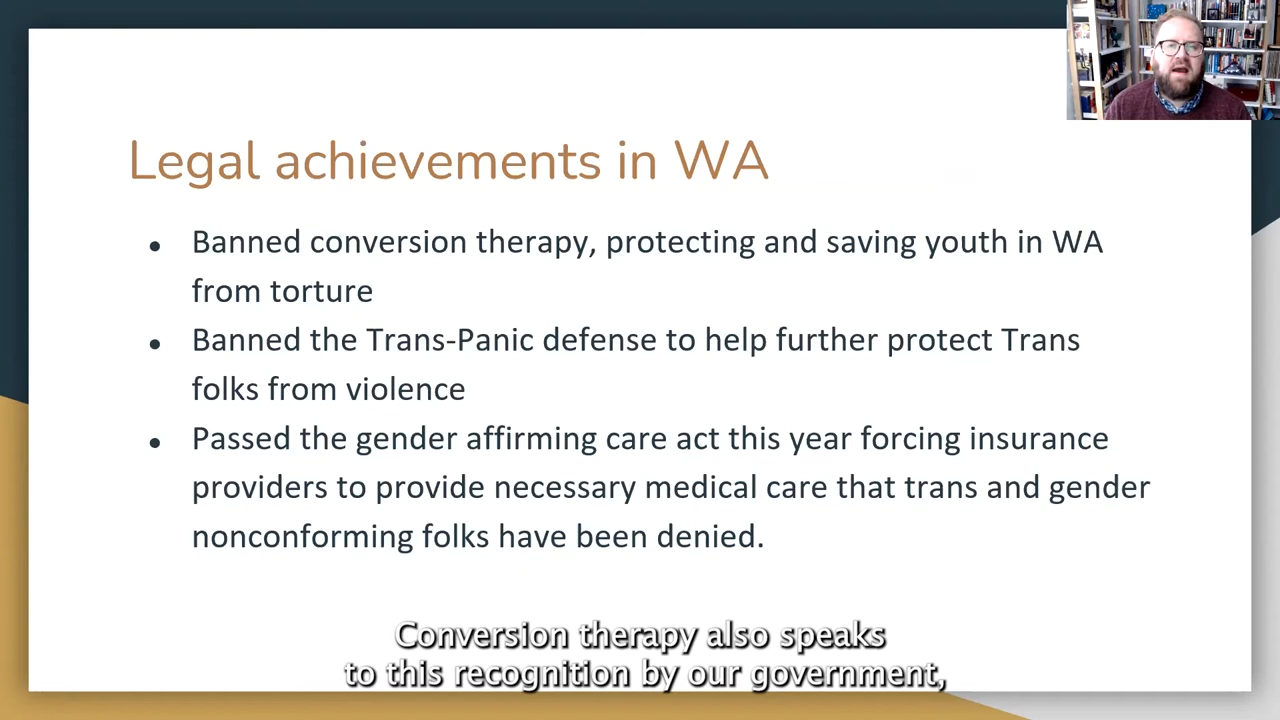 Legal achievements in WA
● Banned conversion therapy, protecting and saving youth in WA
from torture
● Banned the Trans-Panic defense to help further protect Trans
folks from violence
● Passed the gender affirming care act this year forcing insurance
providers to provide necessary medical care that trans and gender
nonconforming folks have been denied.
Conversion therapy also speaks
to this recognition by our government,